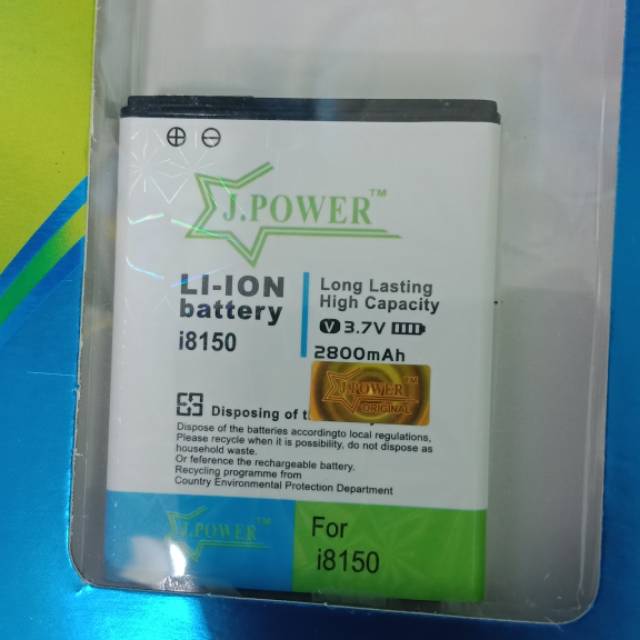 J.POWER™
LI-ION
battery
i8150
Long Lasting
High Capacity
V 3.7V
2800mAh
J.POWER™
ORIGINAL
Disposing of
Dispose of the batteries accordingto local regulations,
Please recycle when it is possibility, do not dispose as
household waste.
Or referbce the rechargeable battery.
Recycling programme from
Country Environmental Protection Department
J.POWER™
For
i8150